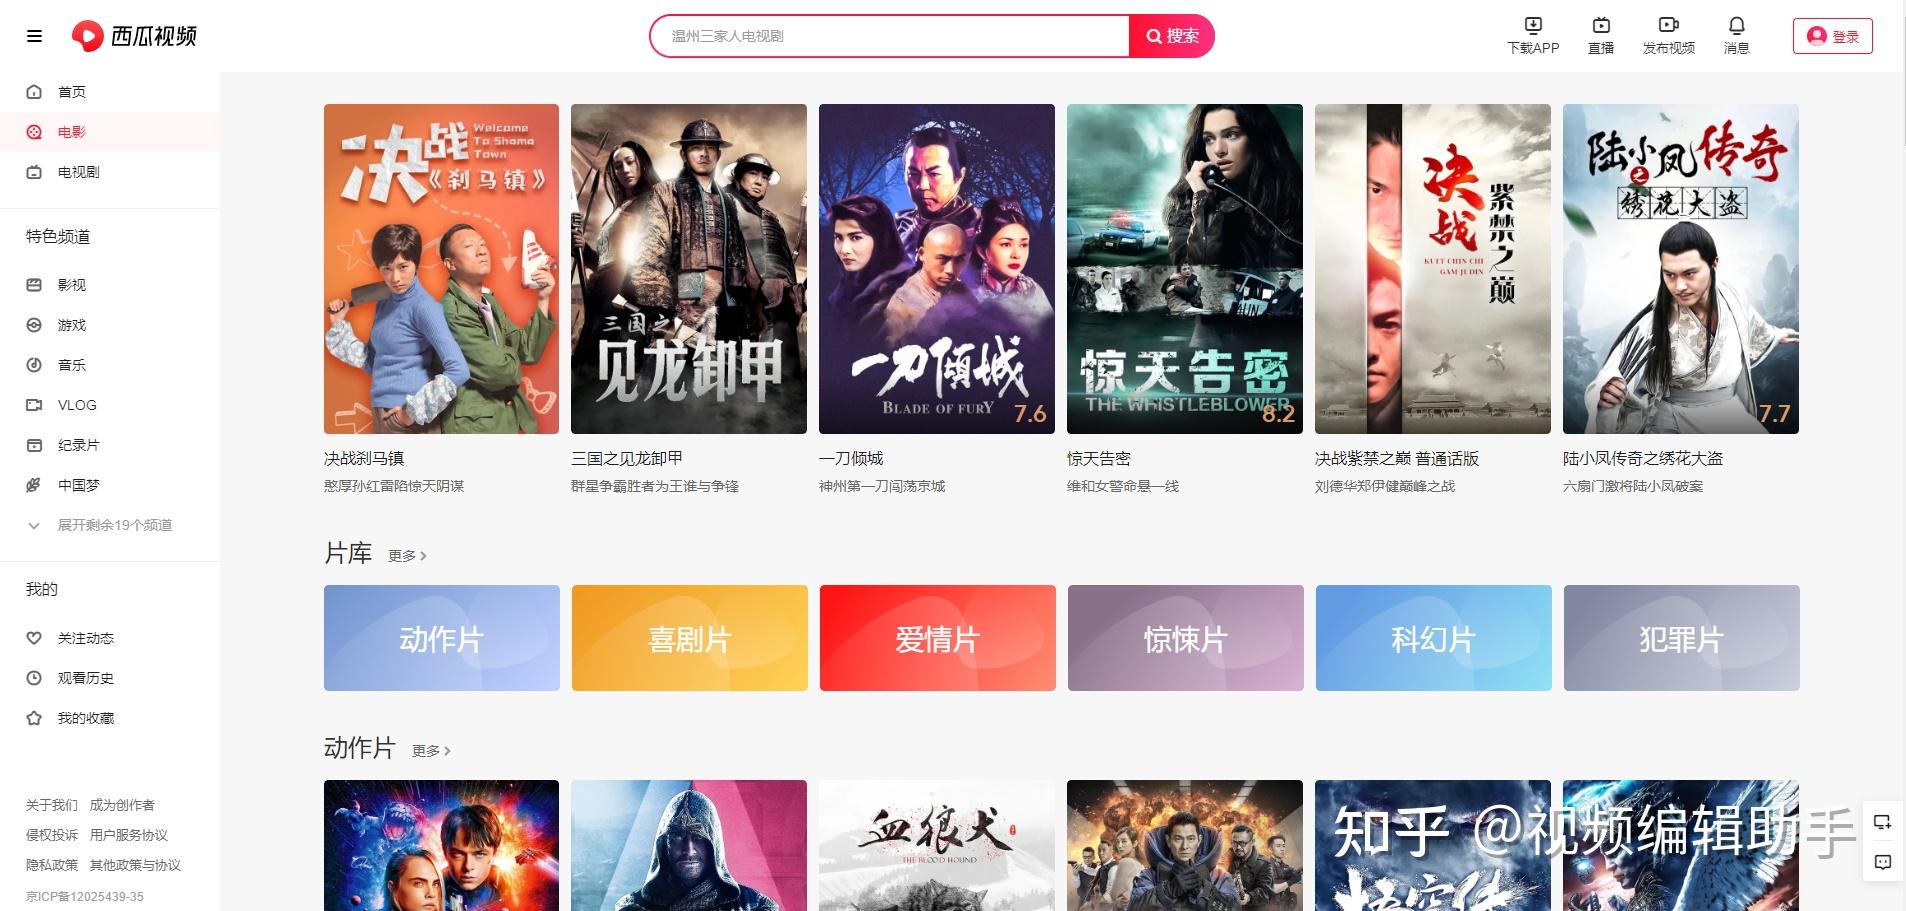 西瓜视频
温州三家人电视剧
搜索
下载APP
直播
发布视频
消息
登录
首页
电影
电视剧
特色频道
影视
游戏
音乐
VLOG
纪录片
中国梦
展开剩余19个频道
我的
关注动态
观看历史
我的收藏
关于我们 成为创作者
侵权投诉 用户服务协议
隐私政策 其他政策与协议
京ICP备12025439-35
决战
Welcome
To Shama
Town
《刹马镇》
三国之
见龙卸甲
一刀倾城
BLADE OF FURY
7.6
惊天告密
THE WHISTLEBLOWER
8.2
决战
紫禁之巅
KUET CHIN CHI
GAM JUDIN
陆小凤传奇
之
绣花大盗
7.7
决战刹马镇
憨厚孙红雷陷惊天阴谋
三国之见龙卸甲
群星争霸胜者为王谁与争锋
一刀倾城
神州第一刀闯荡京城
惊天告密
维和女警命悬一线
决战紫禁之巅 普通话版
刘德华郑伊健巅峰之战
陆小凤传奇之绣花大盗
六扇门激将陆小凤破案
片库 更多
动作片
喜剧片
爱情片
惊悚片
科幻片
犯罪片
动作片 更多
血狼犬
THE BLOOD HOUND
悟空传
知乎 @视频编辑助手